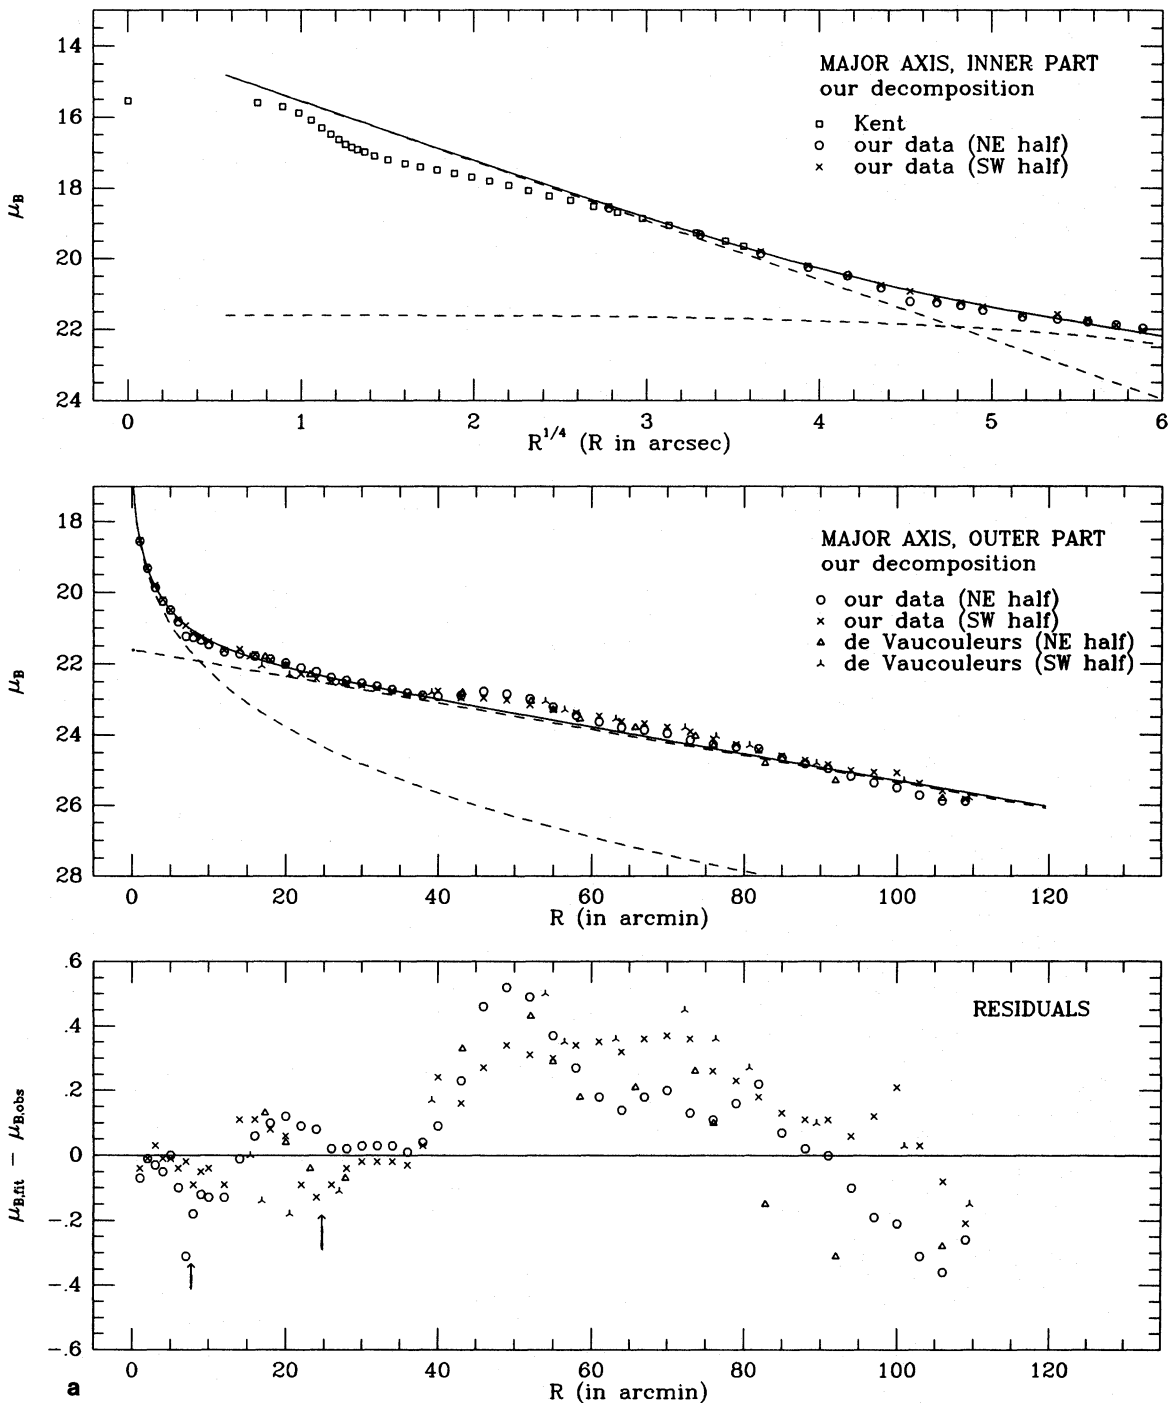 14
16
18
20
22
24
μB
MAJOR AXIS, INNER PART
our decomposition
Kent
our data (NE half)
our data (SW half)
0 1 2 3 4 5 6
R1/4 (R in arcsec)
18
20
22
24
26
28
μB
MAJOR AXIS, OUTER PART
our decomposition
our data (NE half)
our data (SW half)
de Vaucouleurs (NE half)
de Vaucouleurs (SW half)
0 20 40 60 80 100 120
R (in arcmin)
.6
.4
.2
0
-.2
-.4
-.6
μB,fit − μB,obs
RESIDUALS
0 20 40 60 80 100 120
R (in arcmin)
a